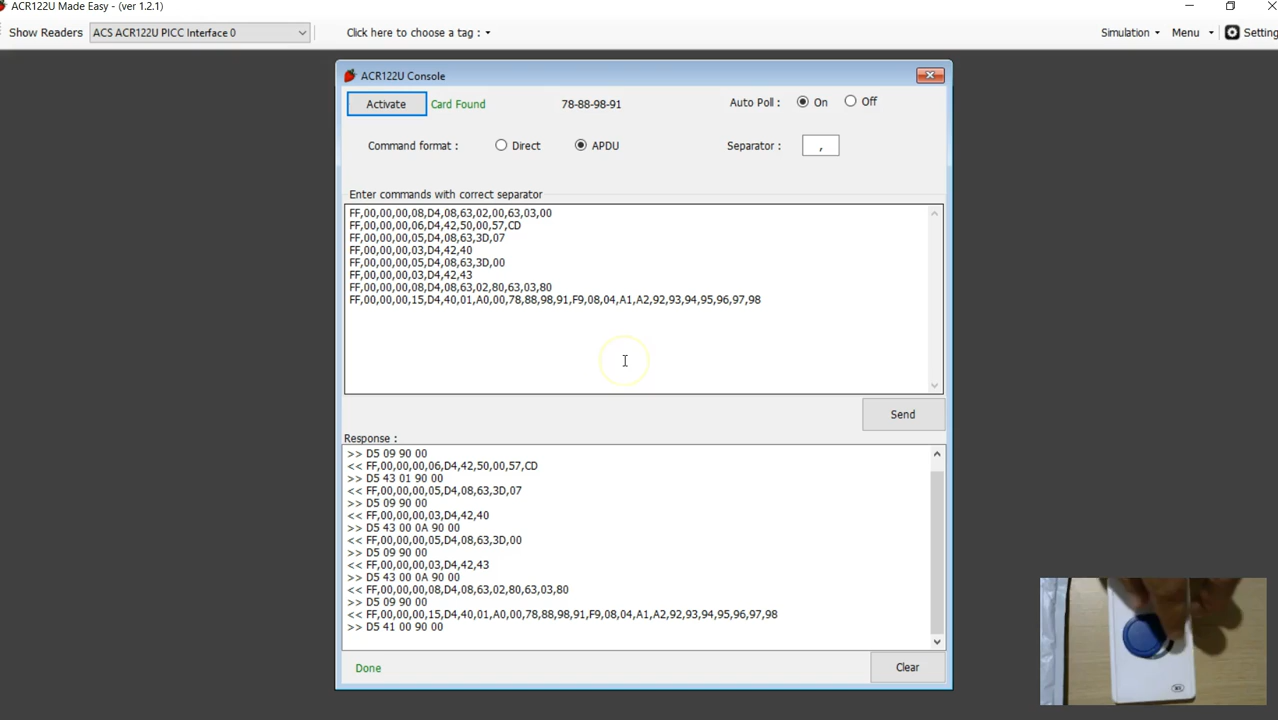 ACR122U Made Easy - (ver 1.2.1)
Show Readers ACS ACR122U PICC Interface 0 Click here to choose a tag : Simulation Menu Setting
ACR122U Console
Activate Card Found 78-88-98-91 Auto Poll : On Off
Command format : Direct APDU Separator : ,
Enter commands with correct separator
FF,00,00,00,08,D4,08,63,02,00,63,03,00
FF,00,00,00,06,D4,42,50,00,57,CD
FF,00,00,00,05,D4,08,63,3D,07
FF,00,00,00,03,D4,42,40
FF,00,00,00,05,D4,08,63,3D,00
FF,00,00,00,03,D4,42,43
FF,00,00,00,08,D4,08,63,02,80,63,03,80
FF,00,00,00,15,D4,40,01,A0,00,78,88,98,91,F9,08,04,A1,A2,92,93,94,95,96,97,98
Send
Response :
>> D5 09 90 00
<< FF,00,00,00,06,D4,42,50,00,57,CD
>> D5 43 01 90 00
<< FF,00,00,00,05,D4,08,63,3D,07
>> D5 09 90 00
<< FF,00,00,00,03,D4,42,40
>> D5 43 00 0A 90 00
<< FF,00,00,00,05,D4,08,63,3D,00
>> D5 09 90 00
<< FF,00,00,00,03,D4,42,43
>> D5 43 00 0A 90 00
<< FF,00,00,00,08,D4,08,63,02,80,63,03,80
>> D5 09 90 00
<< FF,00,00,00,15,D4,40,01,A0,00,78,88,98,91,F9,08,04,A1,A2,92,93,94,95,96,97,98
>> D5 41 00 90 00
Done Clear